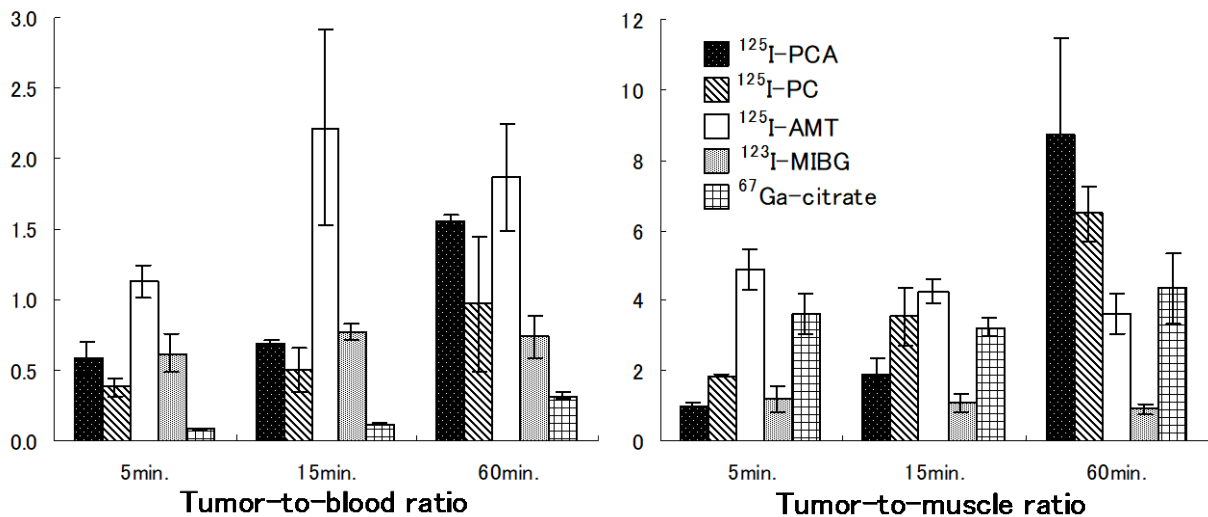 3.0
2.5
2.0
1.5
1.0
0.5
0.0
5min.
15min.
60min.
Tumor-to-blood ratio
12
10
8
6
4
2
0
¹²⁵I-PCA
¹²⁵I-PC
¹²⁵I-AMT
¹²³I-MIBG
⁶⁷Ga-citrate
5min.
15min.
60min.
Tumor-to-muscle ratio